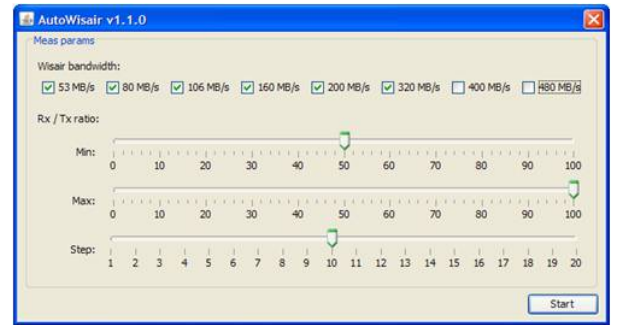 AutoWisair v1.1.0
Meas params
Wisair bandwidth:
53 MB/s 80 MB/s 106 MB/s 160 MB/s 200 MB/s 320 MB/s 400 MB/s 480 MB/s
Rx / Tx ratio:
Min:
0 10 20 30 40 50 60 70 80 90 100
Max:
0 10 20 30 40 50 60 70 80 90 100
Step:
1 2 3 4 5 6 7 8 9 10 11 12 13 14 15 16 17 18 19 20
Start